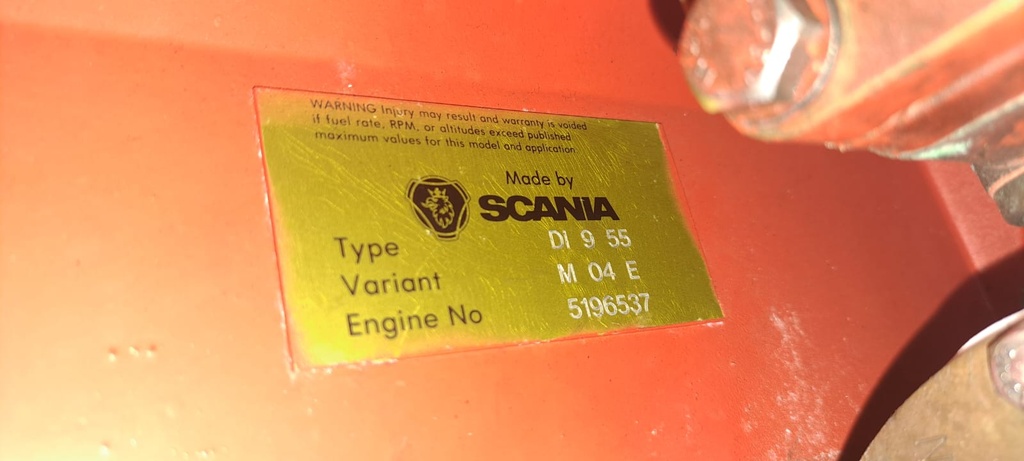 WARNING Injury may result and warranty is voided
if fuel rate, RPM, or altitudes exceed published
maximum values for this model and application
Made by
SCANIA
Type DI 9 55
Variant M 04 E
Engine No 5196537